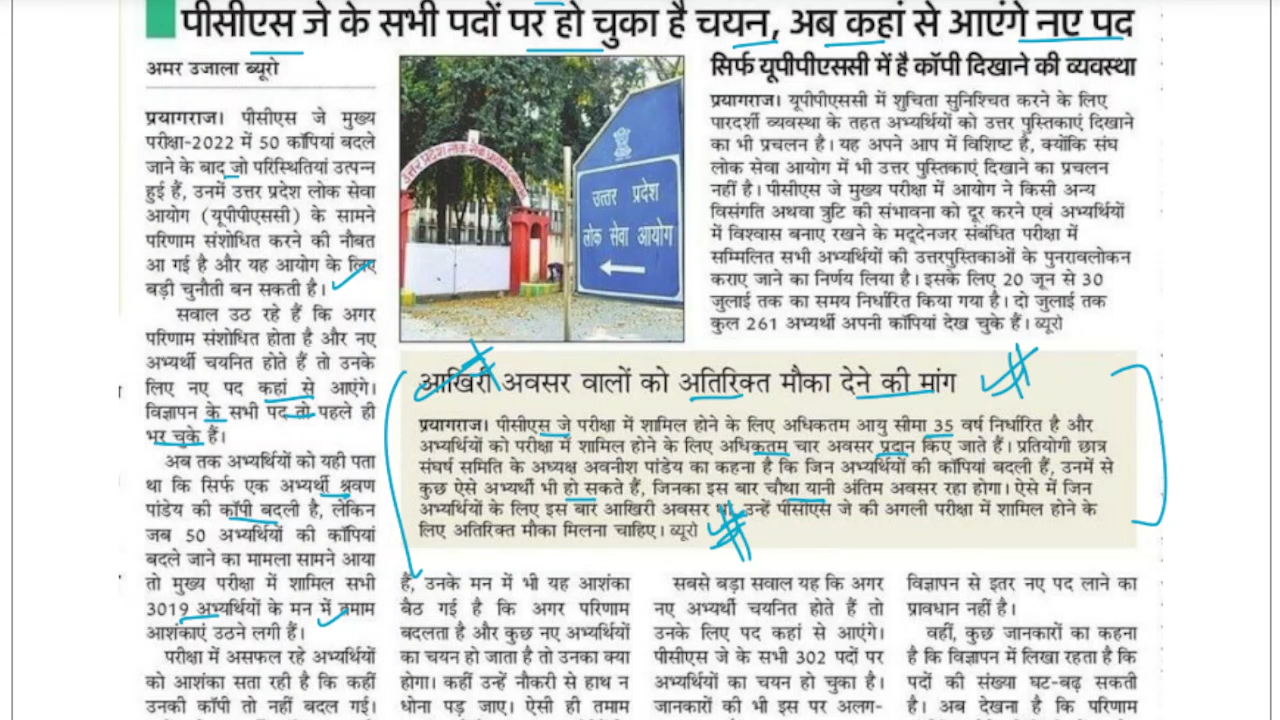 पीसीएस जे के सभी पदों पर हो चुका है चयन, अब कहां से आएंगे नए पद
अमर उजाला ब्यूरो
प्रयागराज। पीसीएस जे मुख्य
परीक्षा-2022 में 50 कॉपियां बदले
जाने के बाद जो परिस्थितियां उत्पन्न
हुई हैं, उनमें उत्तर प्रदेश लोक सेवा
आयोग (यूपीपीएससी) के सामने
परिणाम संशोधित करने की नौबत
आ गई है और यह आयोग के लिए
बड़ी चुनौती बन सकती है।
सवाल उठ रहे हैं कि अगर
परिणाम संशोधित होता है और नए
अभ्यर्थी चयनित होते हैं तो उनके
लिए नए पद कहां से आएंगे।
विज्ञापन के सभी पद तो पहले ही
भर चुके हैं।
अब तक अभ्यर्थियों को यही पता
था कि सिर्फ एक अभ्यर्थी श्रवण
पांडेय की कॉपी बदली है, लेकिन
जब 50 अभ्यर्थियों की कॉपियां
बदले जाने का मामला सामने आया
तो मुख्य परीक्षा में शामिल सभी
3019 अभ्यर्थियों के मन में तमाम
आशंकाएं उठने लगी हैं।
परीक्षा में असफल रहे अभ्यर्थियों
को आशंका सता रही है कि कहीं
उनकी कॉपी तो नहीं बदल गई।
उत्तर प्रदेश लोक सेवा आयोग
उत्तर प्रदेश
लोक सेवा आयोग
सिर्फ यूपीपीएससी में है कॉपी दिखाने की व्यवस्था
प्रयागराज। यूपीपीएससी में शुचिता सुनिश्चित करने के लिए
पारदर्शी व्यवस्था के तहत अभ्यर्थियों को उत्तर पुस्तिकाएं दिखाने
का भी प्रचलन है। यह अपने आप में विशिष्ट है, क्योंकि संघ
लोक सेवा आयोग में भी उत्तर पुस्तिकाएं दिखाने का प्रचलन
नहीं है। पीसीएस जे मुख्य परीक्षा में आयोग ने किसी अन्य
विसंगति अथवा त्रुटि की संभावना को दूर करने एवं अभ्यर्थियों
में विश्वास बनाए रखने के मद्देनजर संबंधित परीक्षा में
सम्मिलित सभी अभ्यर्थियों की उत्तरपुस्तिकाओं के पुनरावलोकन
कराए जाने का निर्णय लिया है। इसके लिए 20 जून से 30
जुलाई तक का समय निर्धारित किया गया है। दो जुलाई तक
कुल 261 अभ्यर्थी अपनी कॉपियां देख चुके हैं। ब्यूरो
आखिरी अवसर वालों को अतिरिक्त मौका देने की मांग
प्रयागराज। पीसीएस जे परीक्षा में शामिल होने के लिए अधिकतम आयु सीमा 35 वर्ष निर्धारित है और
अभ्यर्थियों को परीक्षा में शामिल होने के लिए अधिकतम चार अवसर प्रदान किए जाते हैं। प्रतियोगी छात्र
संघर्ष समिति के अध्यक्ष अवनीश पांडेय का कहना है कि जिन अभ्यर्थियों की कॉपियां बदली हैं, उनमें से
कुछ ऐसे अभ्यर्थी भी हो सकते हैं, जिनका इस बार चौथा यानी अंतिम अवसर रहा होगा। ऐसे में जिन
अभ्यर्थियों के लिए इस बार आखिरी अवसर था, उन्हें पीसीएस जे की अगली परीक्षा में शामिल होने के
लिए अतिरिक्त मौका मिलना चाहिए। ब्यूरो
हैं, उनके मन में भी यह आशंका
बैठ गई है कि अगर परिणाम
बदलता है और कुछ नए अभ्यर्थियों
का चयन हो जाता है तो उनका क्या
होगा। कहीं उन्हें नौकरी से हाथ न
धोना पड़ जाए। ऐसी ही तमाम
सबसे बड़ा सवाल यह कि अगर
नए अभ्यर्थी चयनित होते हैं तो
उनके लिए पद कहां से आएंगे।
पीसीएस जे के सभी 302 पदों पर
अभ्यर्थियों का चयन हो चुका है।
जानकारों की भी इस पर अलग-
विज्ञापन से इतर नए पद लाने का
प्रावधान नहीं है।
वहीं, कुछ जानकारों का कहना
है कि विज्ञापन में लिखा रहता है कि
पदों की संख्या घट-बढ़ सकती
है। अब देखना है कि परिणाम